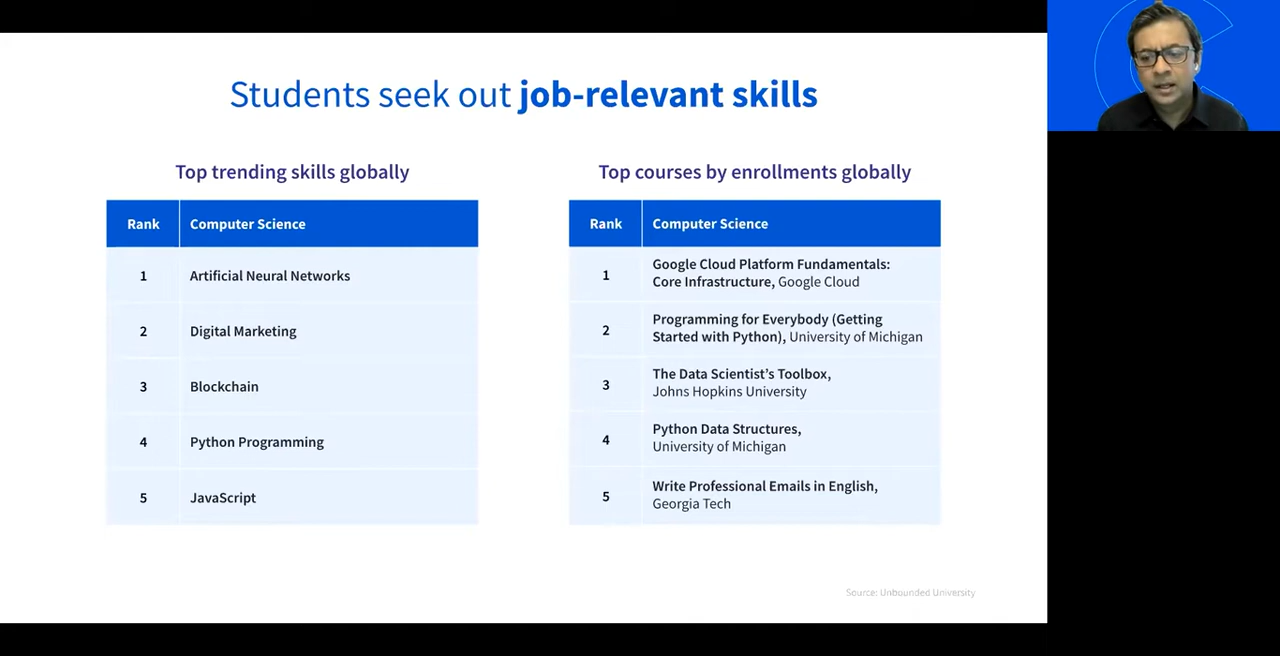 Students seek out job-relevant skills
Top trending skills globally
Rank Computer Science
1 Artificial Neural Networks
2 Digital Marketing
3 Blockchain
4 Python Programming
5 JavaScript
Top courses by enrollments globally
Rank Computer Science
1 Google Cloud Platform Fundamentals:
Core Infrastructure, Google Cloud
2 Programming for Everybody (Getting
Started with Python), University of Michigan
3 The Data Scientist’s Toolbox,
Johns Hopkins University
4 Python Data Structures,
University of Michigan
5 Write Professional Emails in English,
Georgia Tech
Source: Unbounded University